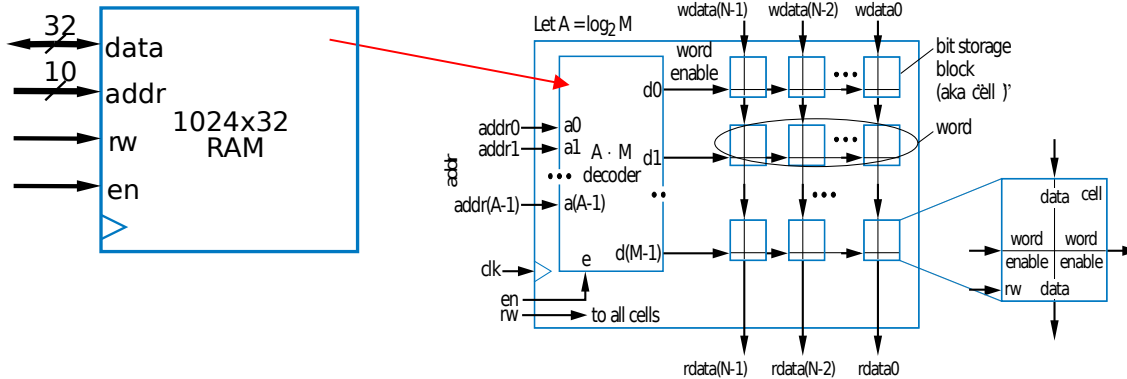 32
data
10
addr
rw
en
1024x32
RAM
Let A = log2 M
wdata(N-1) wdata(N-2) wdata0
word
enable
bit storage
block
(aka cell )
word
d0
addr0
addr1
addr
addr(A-1)
a0
a1
A · M
decoder
a(A-1)
d1
d(M-1)
e
clk
en
rw
to all cells
rdata(N-1) rdata(N-2) rdata0
data cell
word word
enable enable
rw data